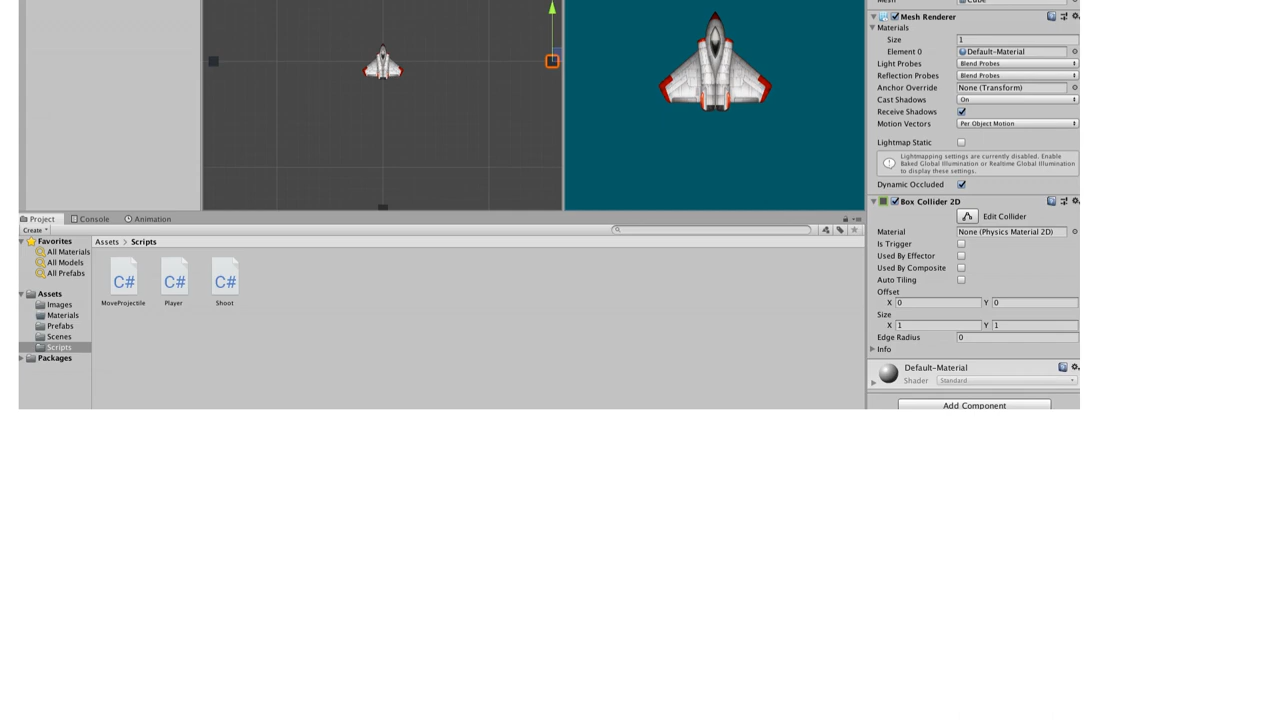 Mesh
Cube
Mesh Renderer
Materials
Size 1
Element 0 Default-Material
Light Probes Blend Probes
Reflection Probes Blend Probes
Anchor Override None (Transform)
Cast Shadows On
Receive Shadows
Motion Vectors Per Object Motion
Lightmap Static
Lightmapping settings are currently disabled. Enable
Baked Global Illumination or Realtime Global Illumination
to display these settings.
Dynamic Occluded
Box Collider 2D
Edit Collider
Material None (Physics Material 2D)
Is Trigger
Used By Effector
Used By Composite
Auto Tiling
Offset
X 0 Y 0
Size
X 1 Y 1
Edge Radius 0
Info
Default-Material
Shader Standard
Add Component
Project Console Animation
Create
Favorites
All Materials
All Models
All Prefabs
Assets
Images
Materials
Prefabs
Scenes
Scripts
Packages
Assets > Scripts
C# C# C#
MoveProjectile Player Shoot